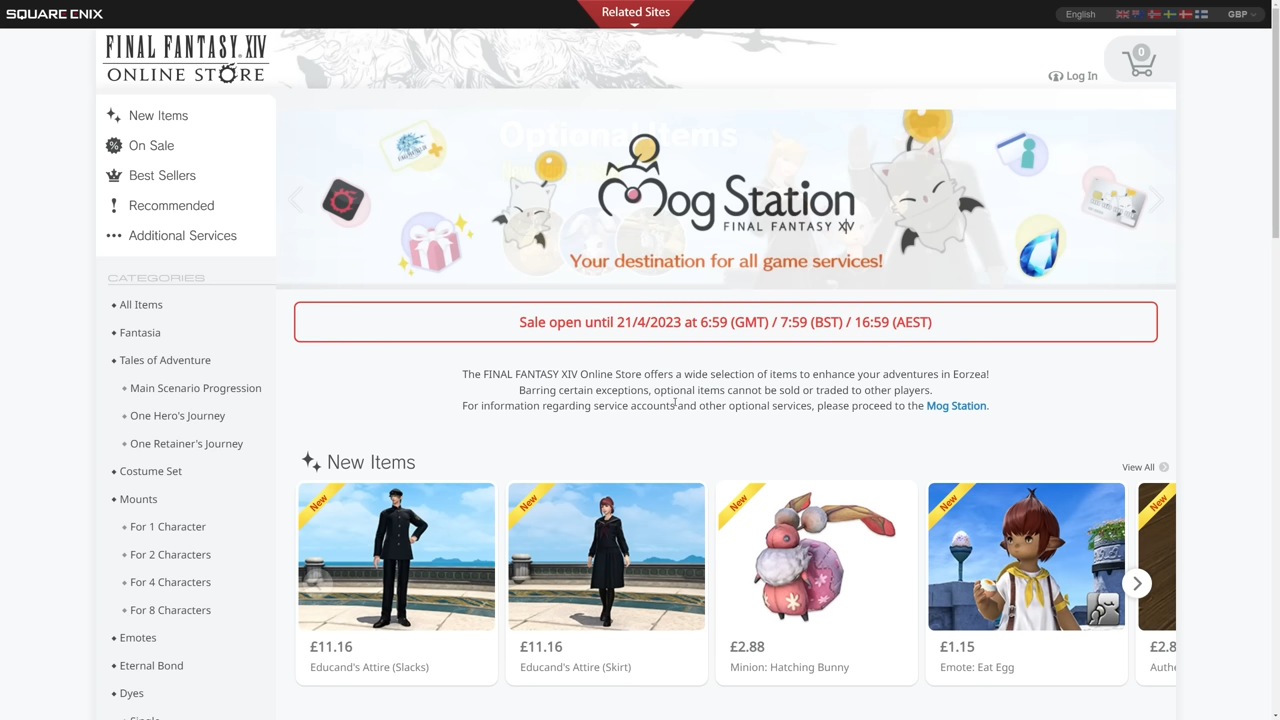 SQUARE ENIX
Related Sites
English
GBP
FINAL FANTASY XIV
ONLINE STORE
Log In
0
New Items
On Sale
Best Sellers
Recommended
Additional Services
CATEGORIES
All Items
Fantasia
Tales of Adventure
Main Scenario Progression
One Hero's Journey
One Retainer's Journey
Costume Set
Mounts
For 1 Character
For 2 Characters
For 4 Characters
For 8 Characters
Emotes
Eternal Bond
Dyes
Optional Items
Mog Station
FINAL FANTASY XIV
Your destination for all game services!
Sale open until 21/4/2023 at 6:59 (GMT) / 7:59 (BST) / 16:59 (AEST)
The FINAL FANTASY XIV Online Store offers a wide selection of items to enhance your adventures in Eorzea!
Barring certain exceptions, optional items cannot be sold or traded to other players.
For information regarding service accounts and other optional services, please proceed to the Mog Station.
New Items
View All
New
New
New
New
New
£11.16
Educand's Attire (Slacks)
£11.16
Educand's Attire (Skirt)
£2.88
Minion: Hatching Bunny
£1.15
Emote: Eat Egg
£2.8
Authe